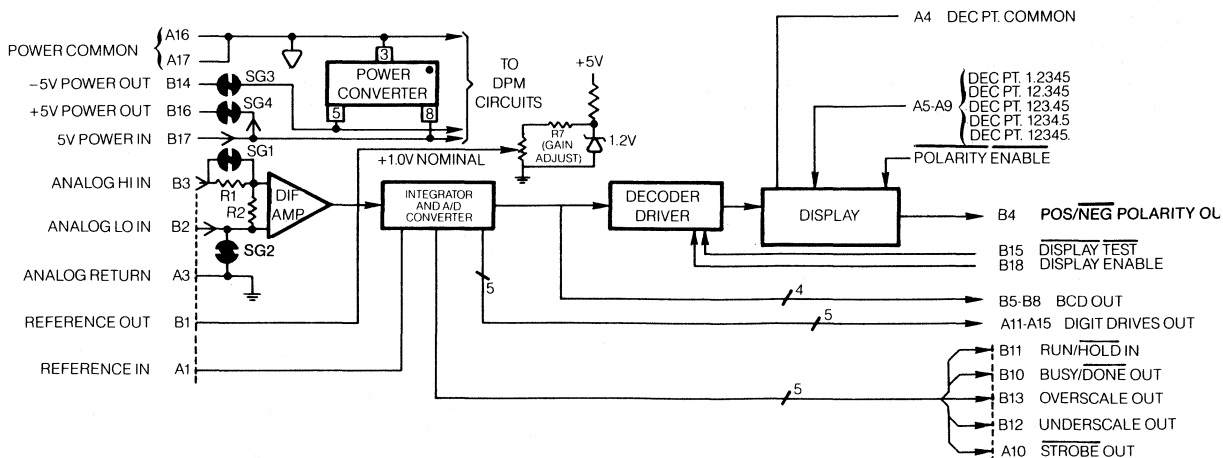 POWER COMMON
A16
A17
-5V POWER OUT B14 SG3
+5V POWER OUT B16 SG4
5V POWER IN B17
SG1
ANALOG HI IN B3
R1
R2
ANALOG LO IN B2
SG2
ANALOG RETURN A3
REFERENCE OUT B1
REFERENCE IN A1
3
POWER
CONVERTER
5 8
TO
DPM
CIRCUITS
+5V
R7
(GAIN
ADJUST)
1.2V
+1.0V NOMINAL
DIF
AMP
INTEGRATOR
AND A/D
CONVERTER
DECODER
DRIVER
DISPLAY
5
4
5
5
A4 DEC PT. COMMON
A5-A9
DEC PT. 1.2345
DEC PT. 12.345
DEC PT. 123.45
DEC PT. 1234.5
DEC PT. 12345.
POLARITY ENABLE
B4 POS/NEG POLARITY OU
B15 DISPLAY TEST
B18 DISPLAY ENABLE
B5-B8 BCD OUT
A11-A15 DIGIT DRIVES OUT
B11 RUN/HOLD IN
B10 BUSY/DONE OUT
B13 OVERSCALE OUT
B12 UNDERSCALE OUT
A10 STROBE OUT